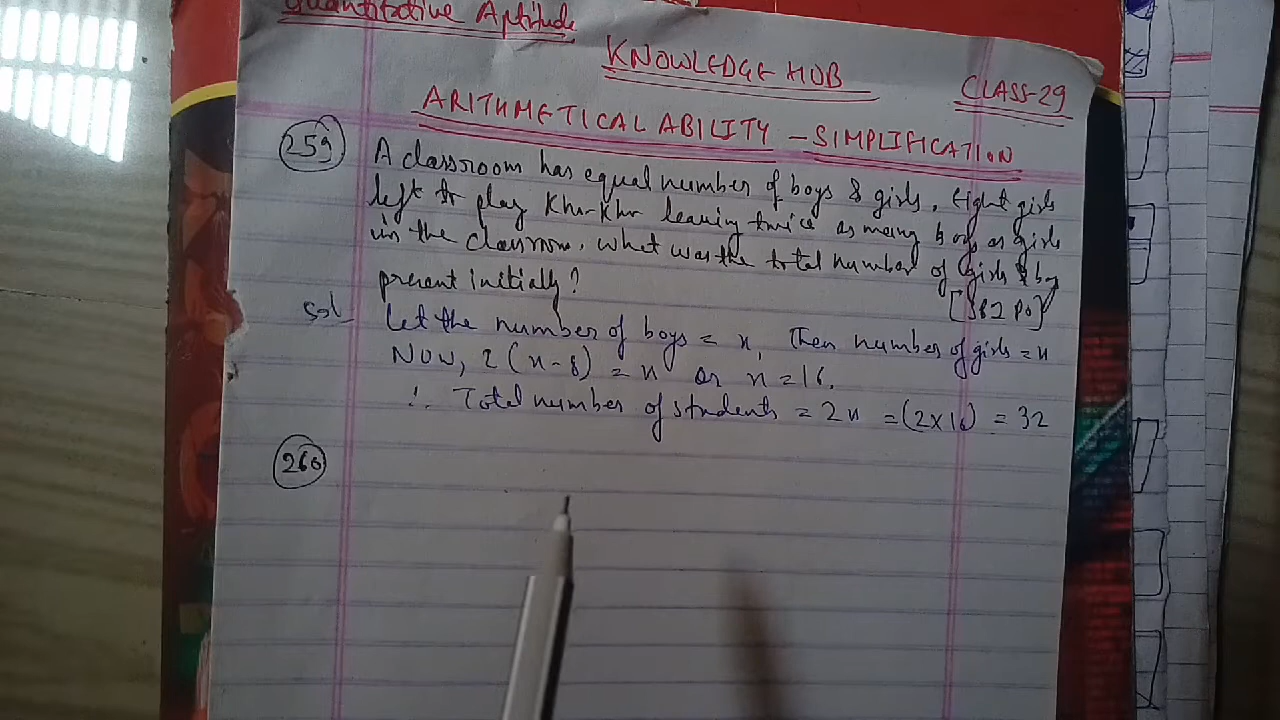 Quantitative Aptitude
KNOWLEDGE HUB
CLASS-29
ARITHMETICAL ABILITY - SIMPLIFICATION
259 A classroom has equal number of boys & girls. Eight girls
left to play Kho-Kho leaving twice as many boys as girls
in the classroom. What was the total number of girls & boys
present initially?
[SBI PO]
Sol Let the number of boys = x, Then number of girls = x
Now, 2(x-8) = x or x = 16.
∴ Total number of students = 2x = (2x16) = 32
260